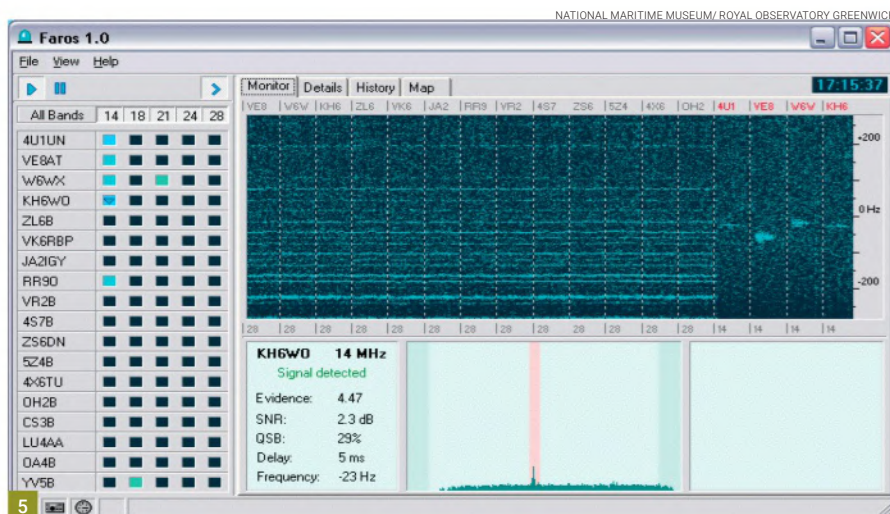 NATIONAL MARITIME MUSEUM/ ROYAL OBSERVATORY GREENWICH
Faros 1.0
File View Help
Monitor Details History Map 17:15:37
All Bands 14 18 21 24 28
VE8 W6W KH6 ZL6 VK6 JA2 RR9 VR2 4S7 ZS6 5Z4 4X6 OH2 4U1 VE8 W6W KH6
4U1UN
VE8AT
W6WX
KH6WO
ZL6B
VK6RBP
JA2IGY
RR9O
VR2B
4S7B
ZS6DN
5Z4B
4X6TU
OH2B
CS3B
LU4AA
OA4B
YV5B
+200
0 Hz
-200
28 28 28 28 28 28 28 28 28 28 28 28 28 14 14 14 14
KH6WO 14 MHz
Signal detected
Evidence: 4.47
SNR: 2.3 dB
QSB: 29%
Delay: 5 ms
Frequency: -23 Hz
5